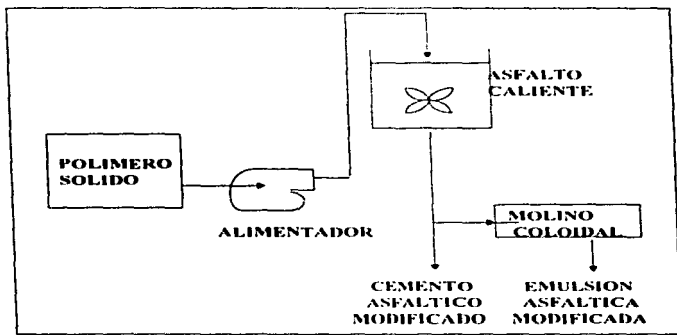 ASFALTO
CALIENTE
POLIMERO
SOLIDO
ALIMENTADOR
MOLINO
COLOIDAL
CEMENTO
ASFALTICO
MODIFICADO
EMULSION
ASFALTICA
MODIFICADA